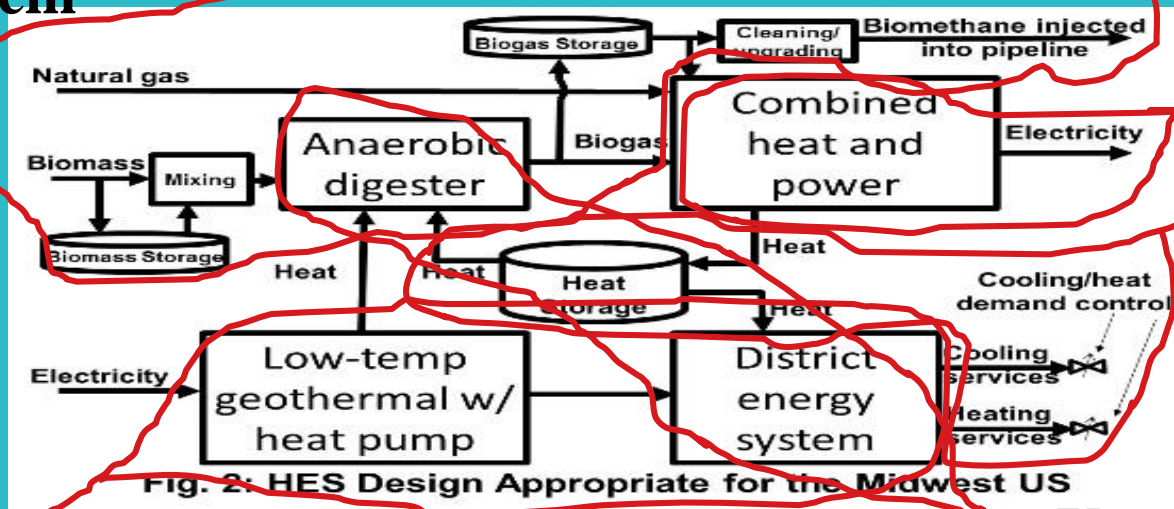 Biogas Storage
Cleaning/
upgrading
Biomethane injected
into pipeline
Natural gas
Combined
heat and
power
Electricity
Anaerobic
digester
Biogas
Biomass
Mixing
Biomass Storage
Heat
Heat
Heat
Heat
Storage
Heat
Cooling/heat
demand control
Electricity
Low-temp
geothermal w/
heat pump
District
energy
system
Cooling
services
Heating
services
Fig. 2: HES Design Appropriate for the Midwest US